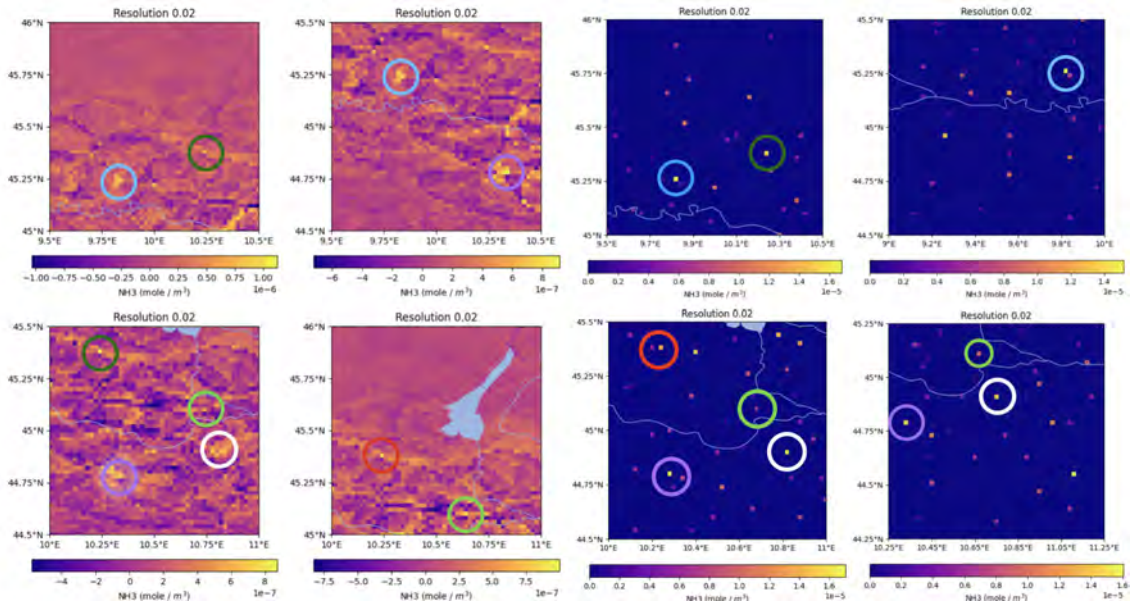 Resolution 0.02
46°N
45.75°N
45.5°N
45.25°N
45°N
9.5°E 9.75°E 10°E 10.25°E 10.5°E
−1.00 −0.75 −0.50 −0.25 0.00 0.25 0.50 0.75 1.00
1e−6
NH3 (mole / m³)
Resolution 0.02
45.5°N
45.25°N
45°N
44.75°N
44.5°N
9.5°E 9.75°E 10°E 10.25°E 10.5°E
−6 −4 −2 0 2 4 6 8
1e−7
NH3 (mole / m³)
Resolution 0.02
46°N
45.75°N
45.5°N
45.25°N
45°N
9.5°E 9.7°E 9.9°E 10.1°E 10.3°E 10.5°E
0.0 0.2 0.4 0.6 0.8 1.0 1.2 1.4 1.6
1e−5
NH3 (mole / m³)
Resolution 0.02
45.5°N
45.25°N
45°N
44.75°N
44.5°N
9°E 9.2°E 9.4°E 9.6°E 9.8°E 10°E
0.0 0.2 0.4 0.6 0.8 1.0 1.2 1.4
1e−5
NH3 (mole / m³)
Resolution 0.02
45.5°N
45.25°N
45°N
44.75°N
44.5°N
10°E 10.25°E 10.5°E 10.75°E 11°E
−4 −2 0 2 4 6 8
1e−7
NH3 (mole / m³)
Resolution 0.02
46°N
45.75°N
45.5°N
45.25°N
45°N
10°E 10.25°E 10.5°E 10.75°E 11°E
−7.5 −5.0 −2.5 0.0 2.5 5.0 7.5
1e−7
NH3 (mole / m³)
Resolution 0.02
45.5°N
45.25°N
45°N
44.75°N
44.5°N
10°E 10.2°E 10.4°E 10.6°E 10.8°E 11°E
0.0 0.2 0.4 0.6 0.8 1.0 1.2 1.4 1.6
1e−5
NH3 (mole / m³)
Resolution 0.02
45.25°N
45°N
44.75°N
44.5°N
44.25°N
10.25°E 10.45°E 10.65°E 10.85°E 11.05°E 11.25°E
0.0 0.2 0.4 0.6 0.8 1.0 1.2 1.4 1.6
1e−5
NH3 (mole / m³)